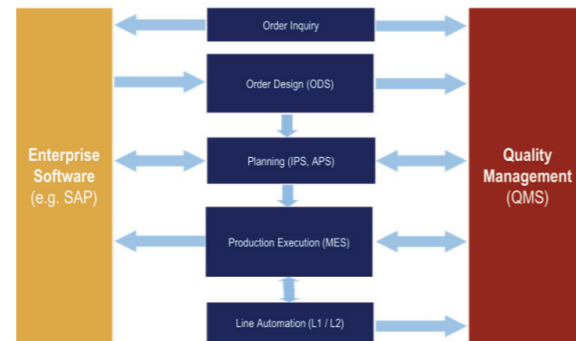 Order Inquiry
Order Design (ODS)
Enterprise
Software
(e.g. SAP)
Planning (IPS, APS)
Quality
Management
(QMS)
Production Execution (MES)
Line Automation (L1 / L2)